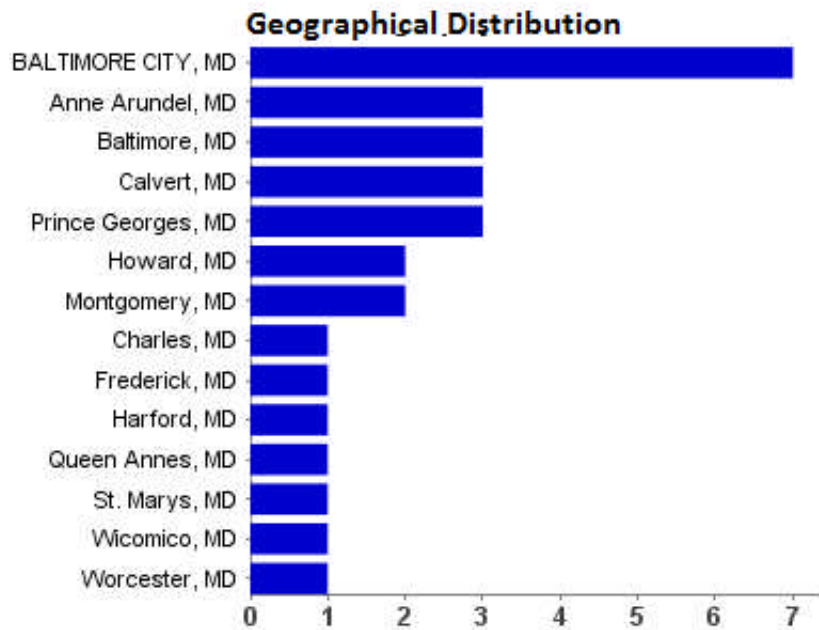 Geographical Distribution
BALTIMORE CITY, MD
Anne Arundel, MD
Baltimore, MD
Calvert, MD
Prince Georges, MD
Howard, MD
Montgomery, MD
Charles, MD
Frederick, MD
Harford, MD
Queen Annes, MD
St. Marys, MD
Wicomico, MD
Worcester, MD
0 1 2 3 4 5 6 7